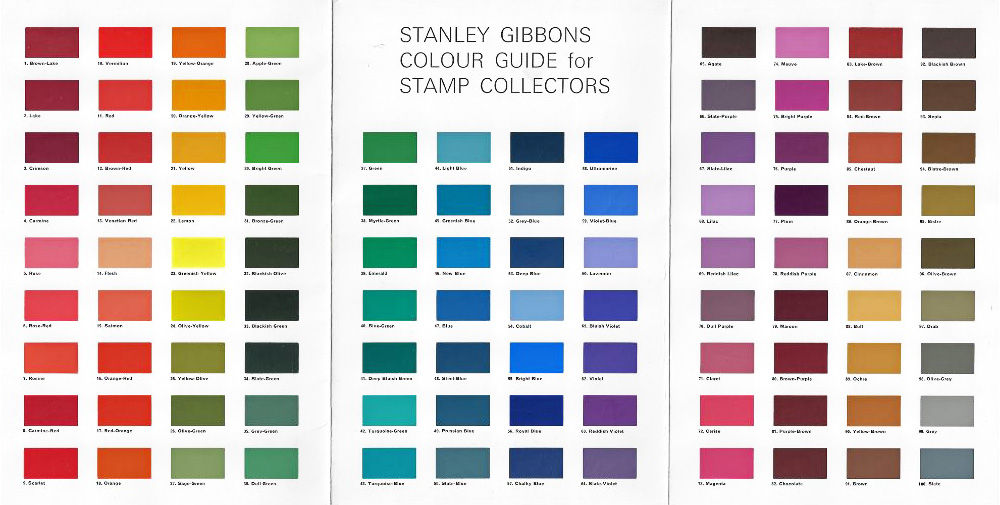 STANLEY GIBBONS
COLOUR GUIDE for
STAMP COLLECTORS
1. Brown-Lake
2. Lake
3. Crimson
4. Carmine
5. Rose
6. Rose-Red
7. Rosine
8. Carmine-Red
9. Scarlet
10. Vermilion
11. Red
12. Brown-Red
13. Venetian Red
14. Flesh
15. Salmon
16. Orange-Red
17. Red-Orange
18. Orange
19. Yellow-Orange
20. Orange-Yellow
21. Yellow
22. Lemon
23. Greenish Yellow
24. Olive-Yellow
25. Yellow-Olive
26. Olive-Green
27. Sage-Green
28. Apple-Green
29. Yellow-Green
30. Bright Green
31. Bronze-Green
32. Blackish Olive
33. Blackish Green
34. Slate-Green
35. Grey-Green
36. Dull Green
37. Green
38. Myrtle-Green
39. Emerald
40. Blue-Green
41. Deep Bluish Green
42. Turquoise-Green
43. Turquoise-Blue
44. Light Blue
45. Greenish Blue
46. New Blue
47. Blue
48. Steel Blue
49. Prussian Blue
50. Slate-Blue
51. Indigo
52. Grey-Blue
53. Deep Blue
54. Cobalt
55. Bright Blue
56. Royal Blue
57. Chalky Blue
58. Ultramarine
59. Violet-Blue
60. Lavender
61. Bluish Violet
62. Violet
63. Reddish Violet
64. Slate-Violet
65. Agate
66. Slate-Purple
67. Slate-Lilac
68. Lilac
69. Reddish Lilac
70. Dull Purple
71. Claret
72. Cerise
73. Magenta
74. Mauve
75. Bright Purple
76. Purple
77. Plum
78. Reddish Purple
79. Maroon
80. Brown-Purple
81. Purple-Brown
82. Chocolate
83. Lake-Brown
84. Red-Brown
85. Chestnut
86. Orange-Brown
87. Cinnamon
88. Buff
89. Ochre
90. Yellow-Brown
91. Brown
92. Blackish Brown
93. Sepia
94. Bistre-Brown
95. Bistre
96. Olive-Brown
97. Drab
98. Olive-Grey
99. Grey
100. Slate